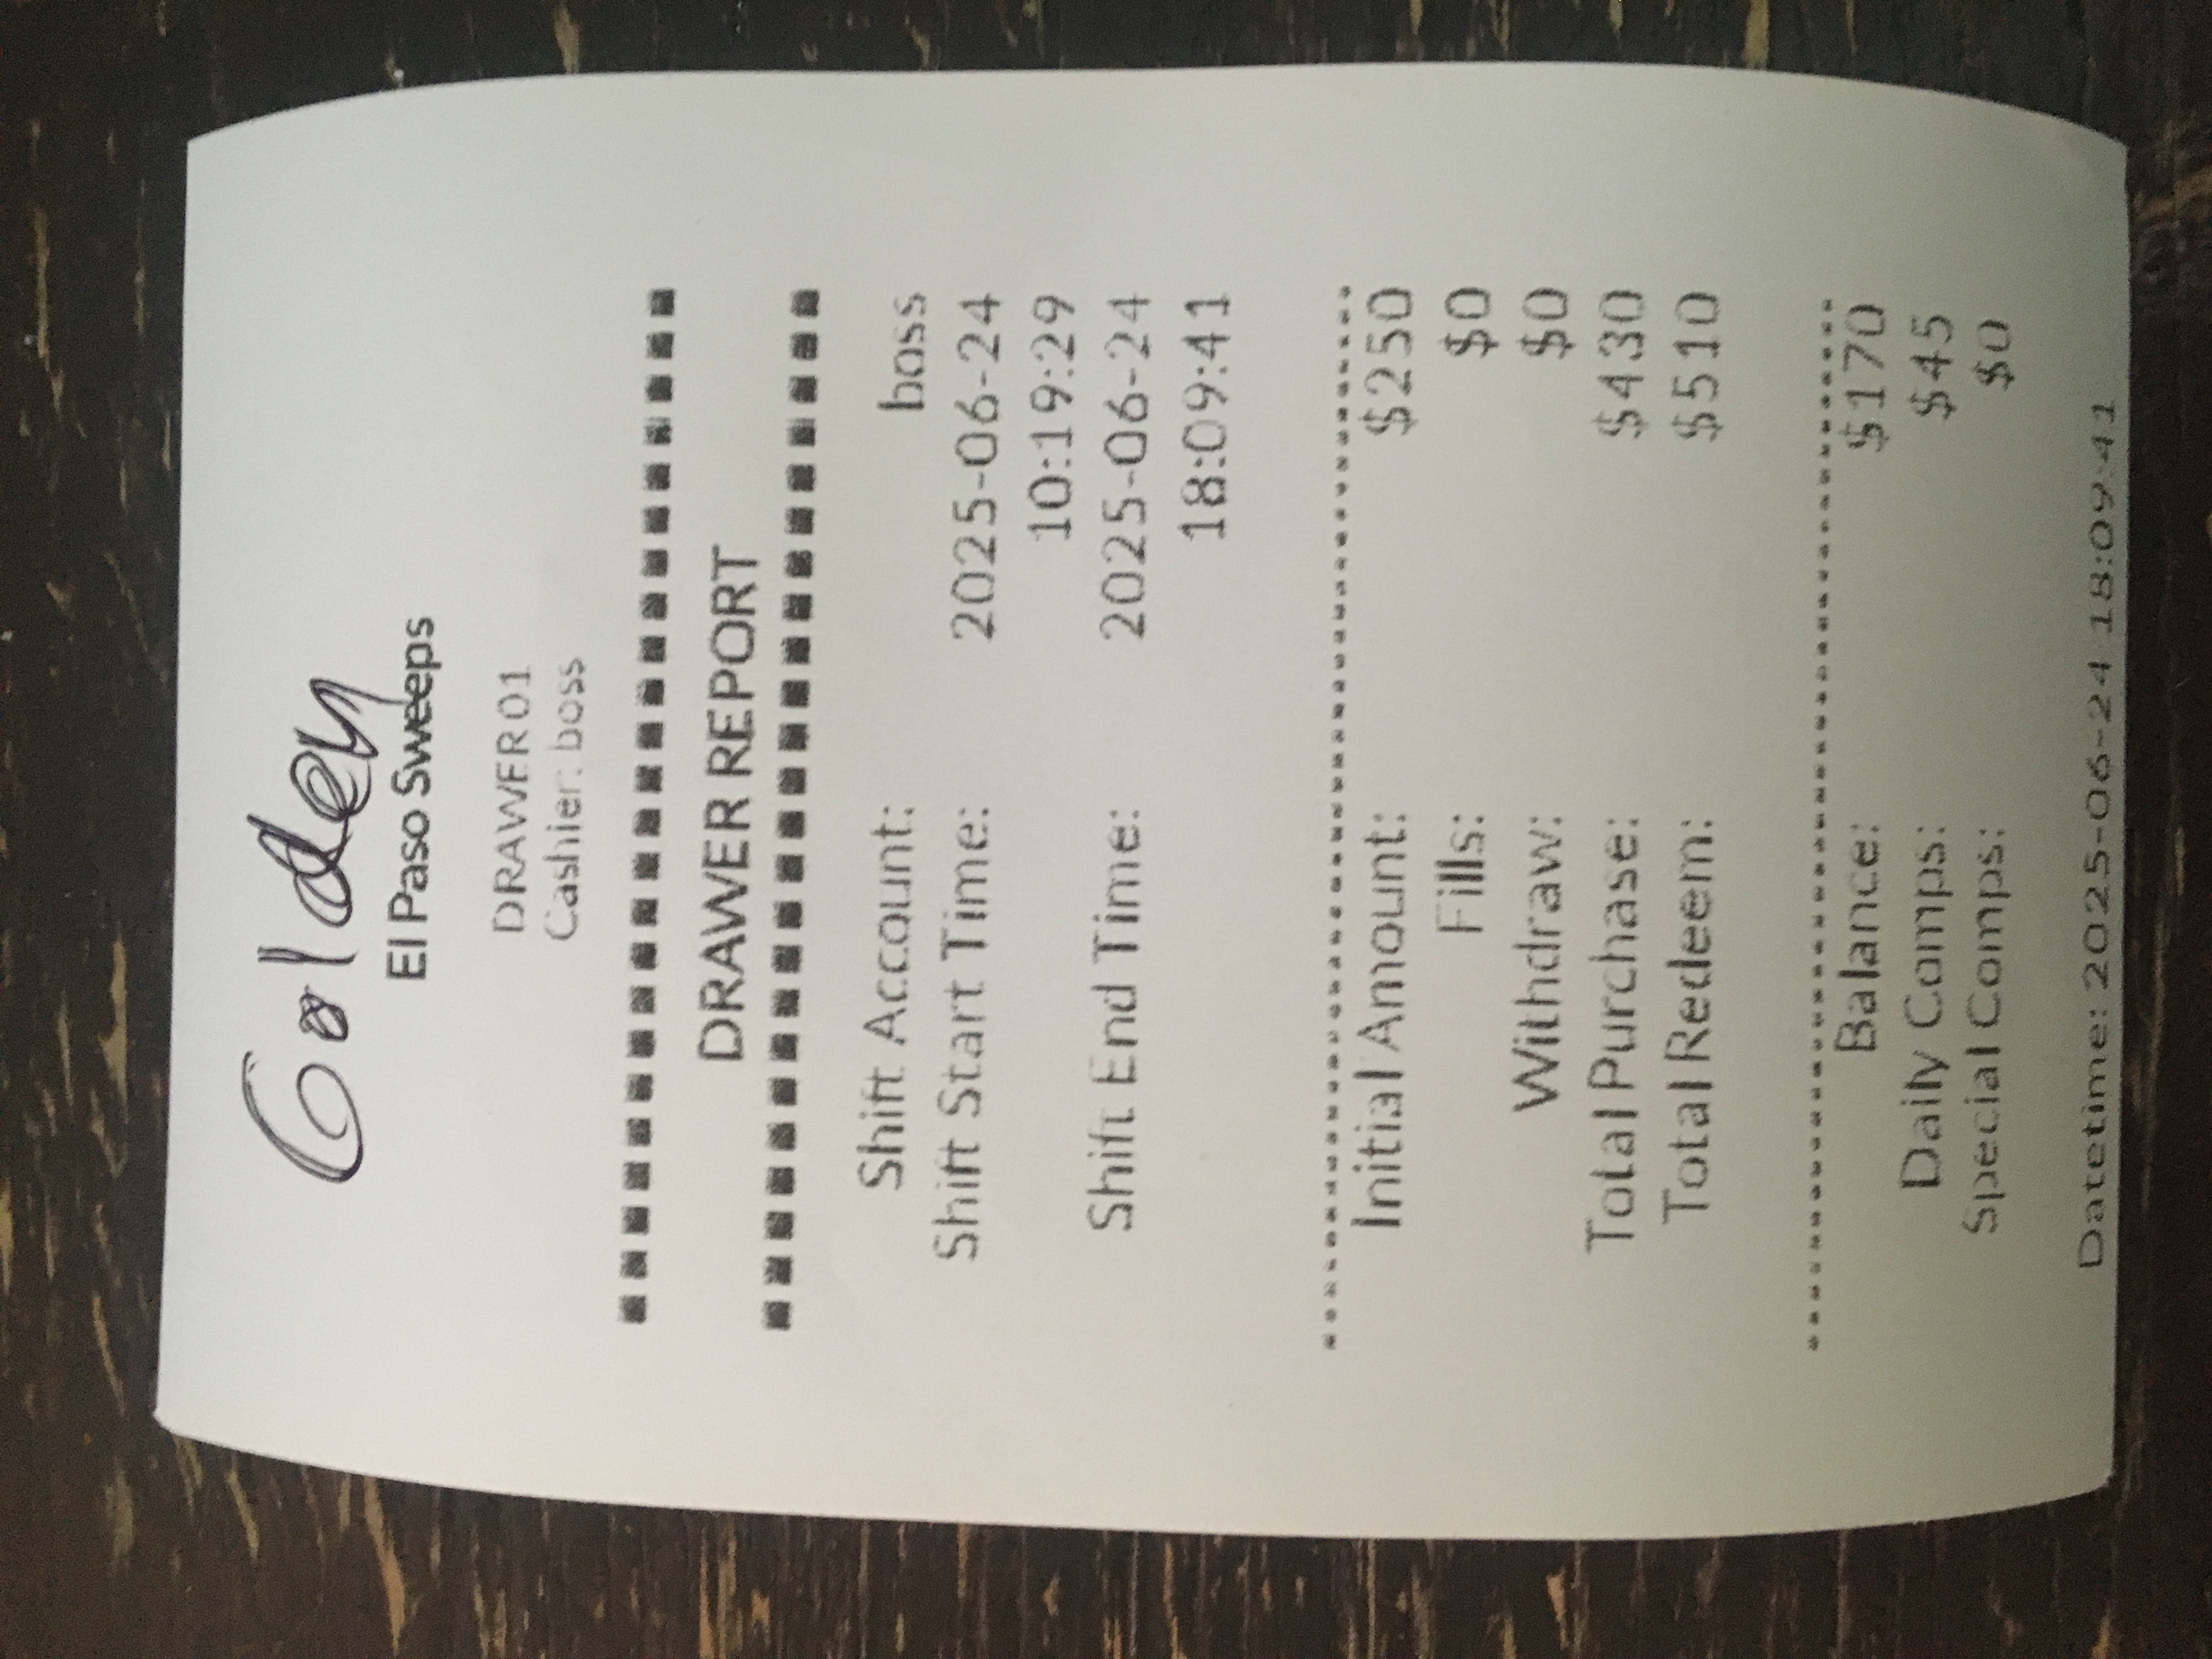 Golden
El Paso Sweeps
DRAWER01
Cashier: boss
DRAWER REPORT
Shift Account: boss
Shift Start Time: 2025-06-24
10:19:29
Shift End Time: 2025-06-24
18:09:41
Initial Amount: $250
Fills: $0
Withdraw: $0
Total Purchase: $430
Total Redeem: $510
Balance: $170
Daily Comps: $45
Special Comps: $0
Datetime: 2025-06-24 18:09:41